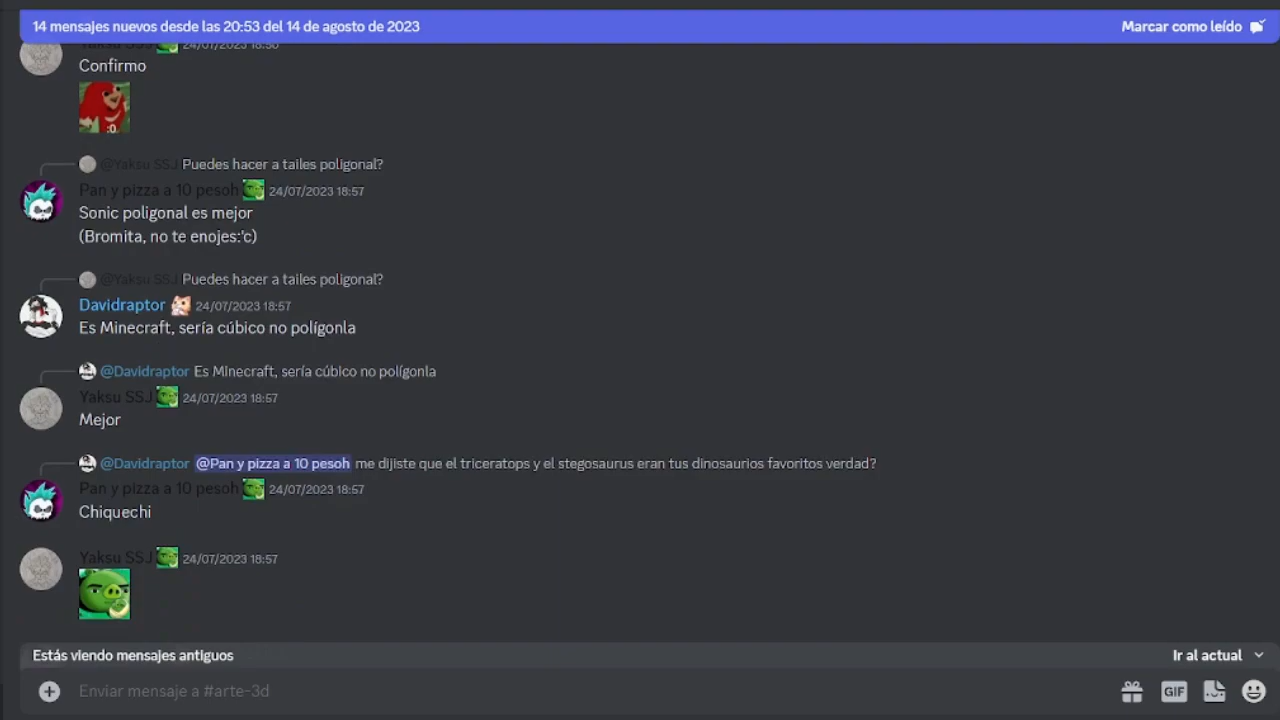 14 mensajes nuevos desde las 20:53 del 14 de agosto de 2023
Marcar como leído
Yaksu SSJ 24/07/2023 18:56
Confirmo
:0
@Yaksu SSJ Puedes hacer a tailes poligonal?
Pan y pizza a 10 pesoh 24/07/2023 18:57
Sonic poligonal es mejor
(Bromita, no te enojes:'c)
@Yaksu SSJ Puedes hacer a tailes poligonal?
Davidraptor 24/07/2023 18:57
Es Minecraft, sería cúbico no polígonla
@Davidraptor Es Minecraft, sería cúbico no polígonla
Yaksu SSJ 24/07/2023 18:57
Mejor
@Davidraptor @Pan y pizza a 10 pesoh me dijiste que el triceratops y el stegosaurus eran tus dinosaurios favoritos verdad?
Pan y pizza a 10 pesoh 24/07/2023 18:57
Chiquechi
Yaksu SSJ 24/07/2023 18:57
Estás viendo mensajes antiguos
Ir al actual
Enviar mensaje a #arte-3d
GIF